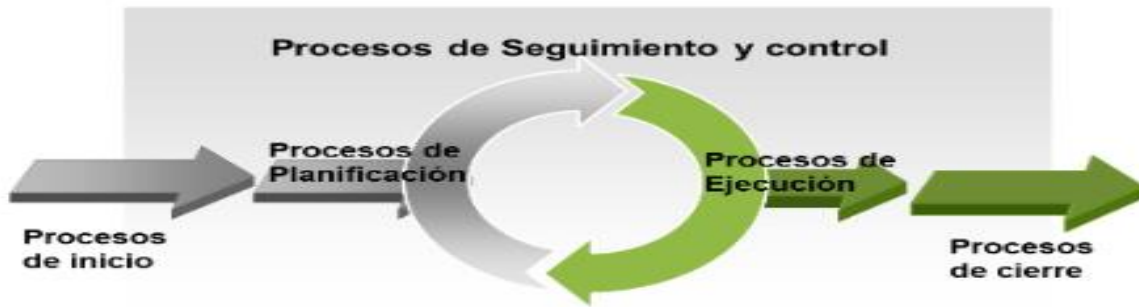 Procesos de Seguimiento y control
Procesos de
Planificación
Procesos de
Ejecución
Procesos
de inicio
Procesos
de cierre